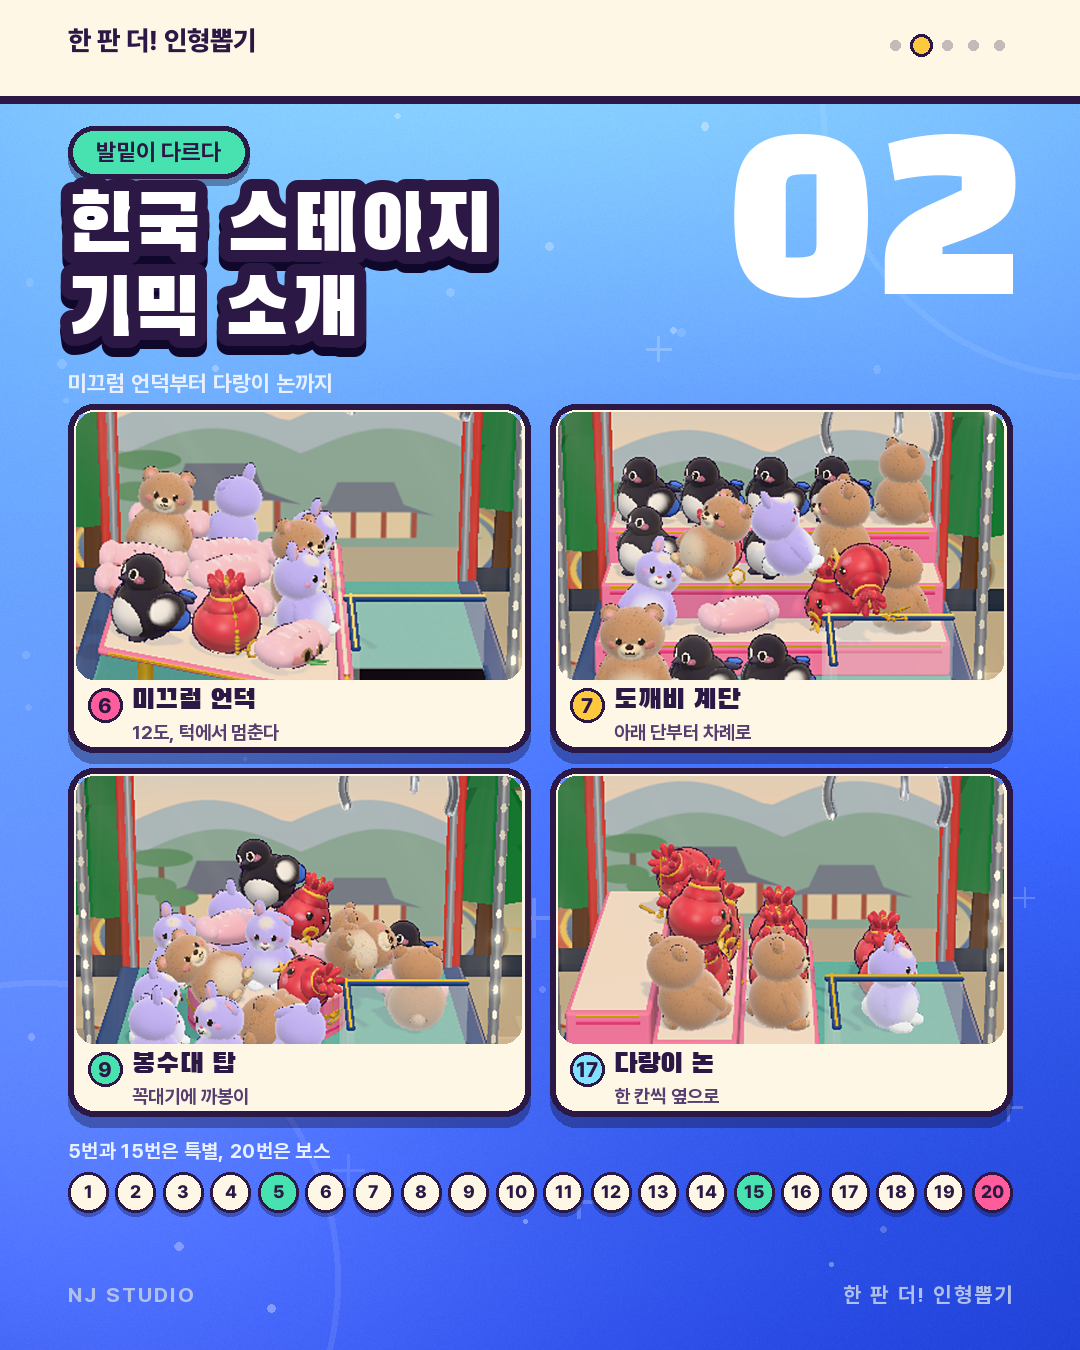 한 판 더! 인형뽑기
발밑이 다르다
02
한국 스테이지
기믹 소개
미끄럼 언덕부터 다랑이 논까지
6 미끄럼 언덕
12도, 턱에서 멈춘다
7 도깨비 계단
아래 단부터 차례로
9 봉수대 탑
꼭대기에 까봉이
17 다랑이 논
한 칸씩 옆으로
5번과 15번은 특별, 20번은 보스
1 2 3 4 5 6 7 8 9 10 11 12 13 14 15 16 17 18 19 20
NJ STUDIO
한 판 더! 인형뽑기